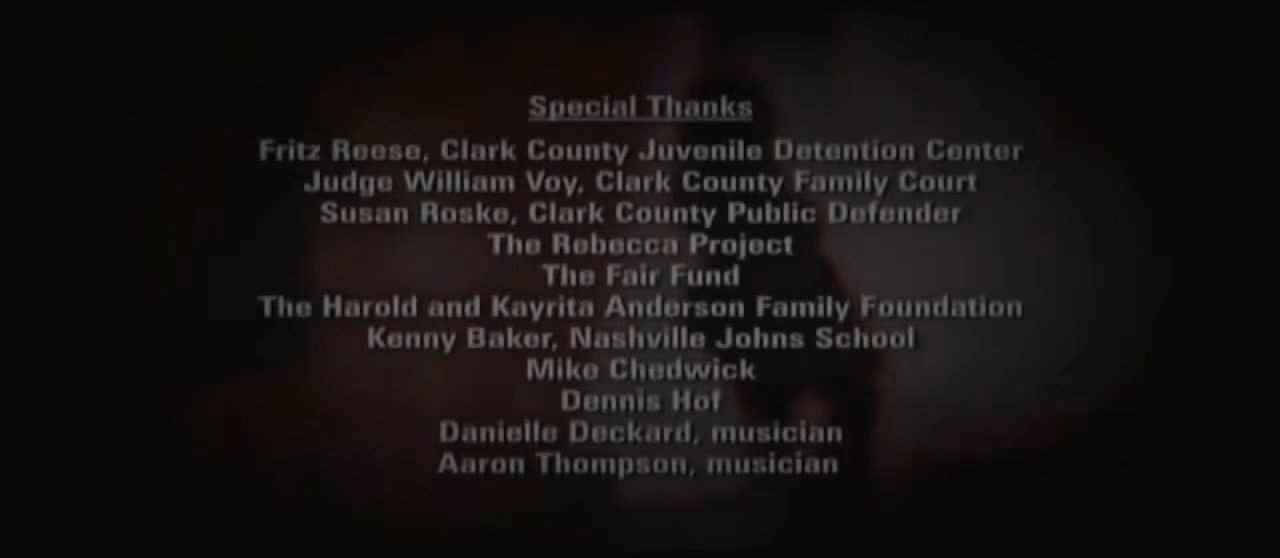 Special Thanks
Fritz Reese, Clark County Juvenile Detention Center
Judge William Voy, Clark County Family Court
Susan Roske, Clark County Public Defender
The Rebecca Project
The Fair Fund
The Harold and Kayrita Anderson Family Foundation
Kenny Baker, Nashville Johns School
Mike Chedwick
Dennis Hof
Danielle Deckard, musician
Aaron Thompson, musician